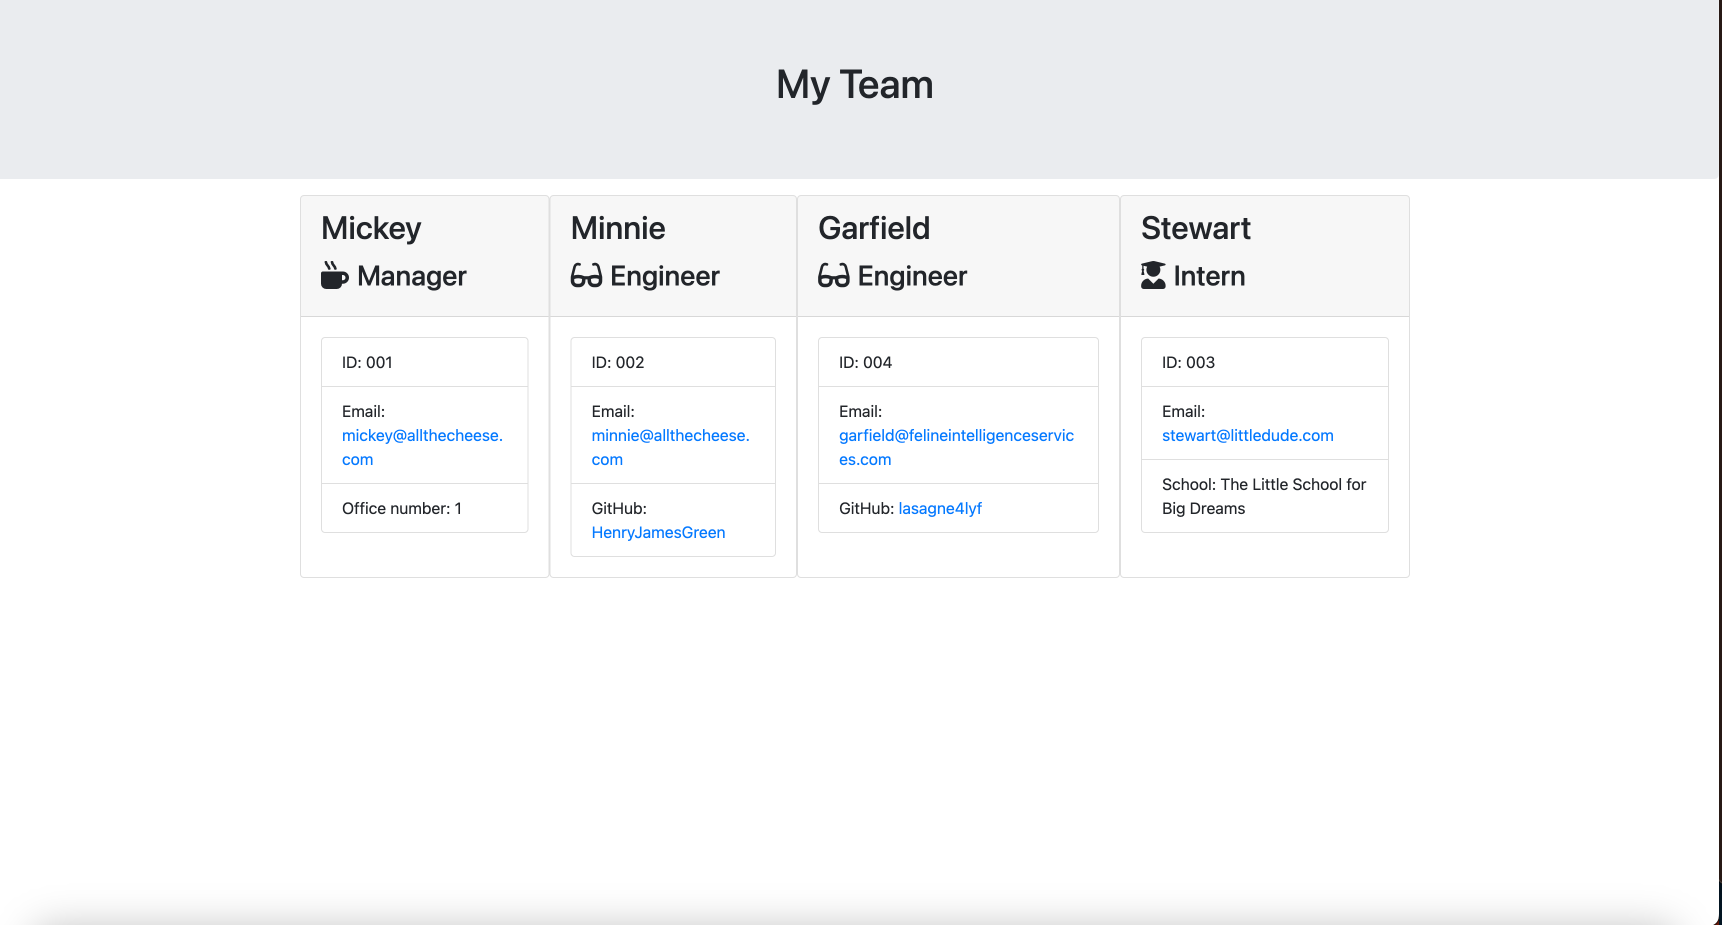 My Team
Mickey
Manager
ID: 001
Email:
mickey@allthecheese.
com
Office number: 1
Minnie
Engineer
ID: 002
Email:
minnie@allthecheese.
com
GitHub:
HenryJamesGreen
Garfield
Engineer
ID: 004
Email:
garfield@felineintelligenceservic
es.com
GitHub: lasagne4lyf
Stewart
Intern
ID: 003
Email:
stewart@littledude.com
School: The Little School for
Big Dreams